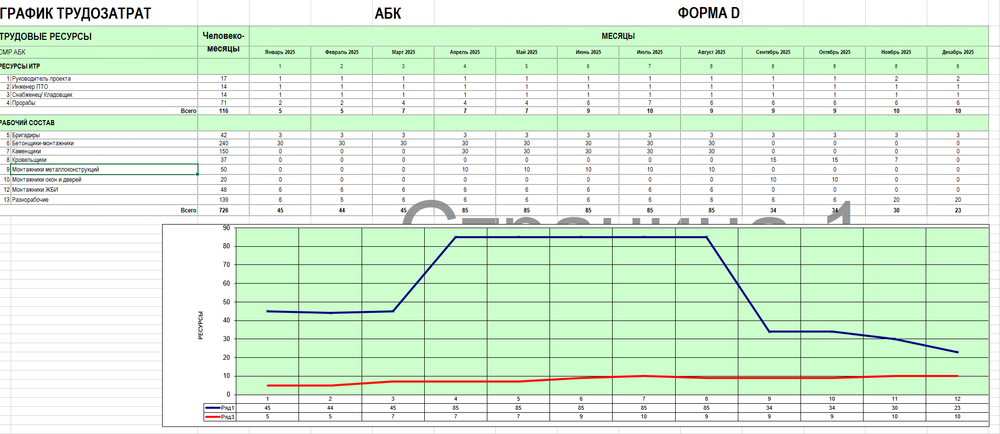 ГРАФИК ТРУДОЗАТРАТ АБК ФОРМА D
ТРУДОВЫЕ РЕСУРСЫ Человеко-месяцы МЕСЯЦЫ
СМР АБК Январь 2025 Февраль 2025 Март 2025 Апрель 2025 Май 2025 Июнь 2025 Июль 2025 Август 2025 Сентябрь 2025 Октябрь 2025 Ноябрь 2025 Декабрь 2025
РЕСУРСЫ ИТР 1 2 3 4 5 6 7 8 8 8 8 8
1 Руководитель проекта 17 1 1 1 1 1 1 1 1 1 1 2 2
2 Инженер ПТО 14 1 1 1 1 1 1 1 1 1 1 1 1
3 Снабженец/ Кладовщик 14 1 1 1 1 1 1 1 1 1 1 1 1
4 Прорабы 71 2 2 4 4 4 6 7 6 6 6 6 6
Всего 116 5 5 7 7 7 9 10 9 9 9 10 10
РАБОЧИЙ СОСТАВ
5 Бригадиры 42 3 3 3 3 3 3 3 3 3 3 3 3
6 Бетонщики-монтажники 240 30 30 30 30 30 30 30 30 0 0 0 0
7 Каменщики 150 0 0 0 30 30 30 30 30 0 0 0 0
8 Кровельщики 37 0 0 0 0 0 0 0 0 15 15 7 0
9 Монтажники металлоконструкций 50 0 0 0 10 10 10 10 10 0 0 0 0
10 Монтажники окон и дверей 20 0 0 0 0 0 0 0 0 10 10 0 0
12 Монтажники ЖБИ 48 6 6 6 6 6 6 6 6 0 0 0 0
13 Разнорабочие 139 6 5 6 6 6 6 6 6 6 6 20 20
Всего 726 45 44 45 85 85 85 85 85 34 34 30 23
Страница 1
90
80
70
60
50
40
30
20
10
0
РЕСУРСЫ
1 2 3 4 5 6 7 8 9 10 11 12
Ряд1 45 44 45 85 85 85 85 85 34 34 30 23
Ряд3 5 5 7 7 7 9 10 9 9 9 10 10